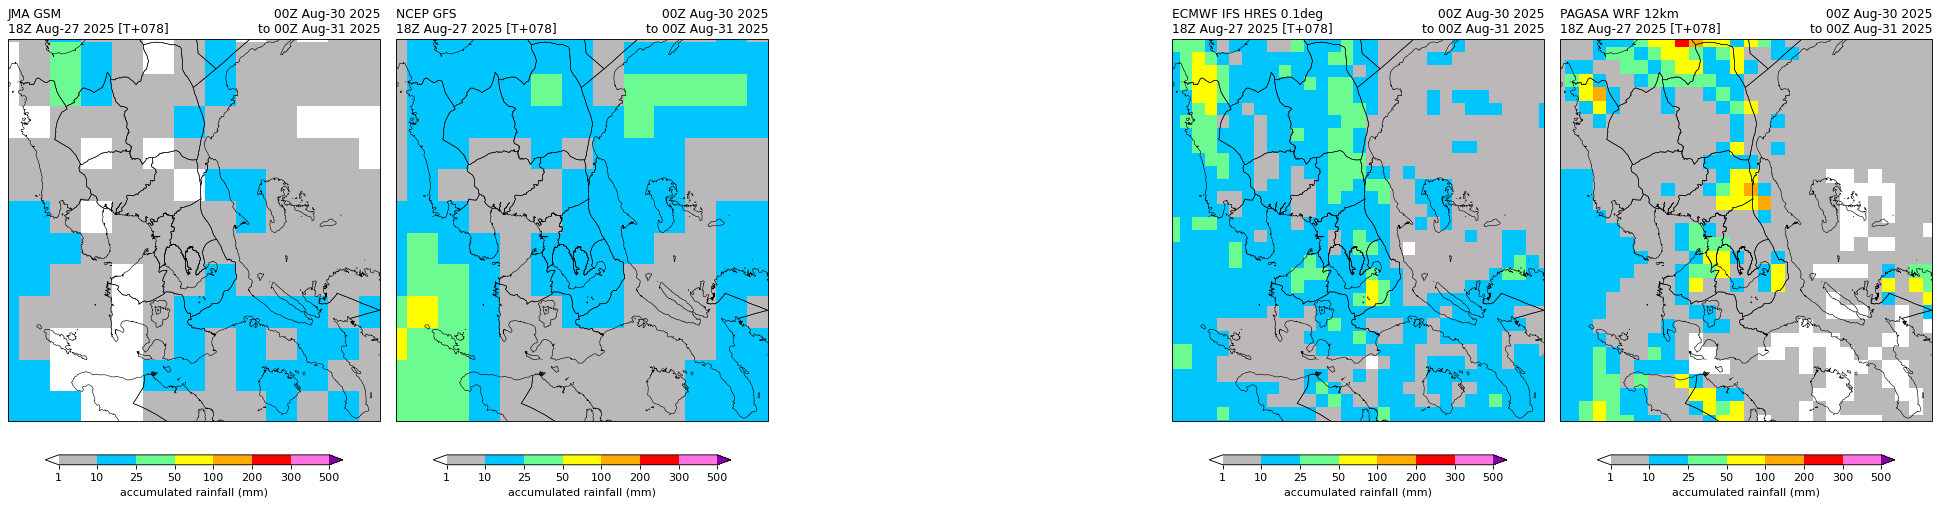 JMA GSM 00Z Aug-30 2025
18Z Aug-27 2025 [T+078] to 00Z Aug-31 2025
1 10 25 50 100 200 300 500
accumulated rainfall (mm)
NCEP GFS 00Z Aug-30 2025
18Z Aug-27 2025 [T+078] to 00Z Aug-31 2025
1 10 25 50 100 200 300 500
accumulated rainfall (mm)
ECMWF IFS HRES 0.1deg 00Z Aug-30 2025
18Z Aug-27 2025 [T+078] to 00Z Aug-31 2025
1 10 25 50 100 200 300 500
accumulated rainfall (mm)
PAGASA WRF 12km 00Z Aug-30 2025
18Z Aug-27 2025 [T+078] to 00Z Aug-31 2025
1 10 25 50 100 200 300 500
accumulated rainfall (mm)